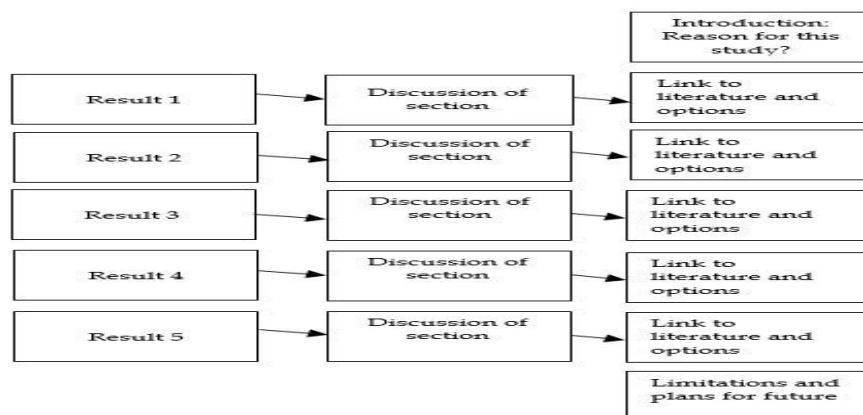 Introduction:
Reason for this
study?
Result 1
Discussion of
section
Link to
literature and
options
Result 2
Discussion of
section
Link to
literature and
options
Result 3
Discussion of
section
Link to
literature and
options
Result 4
Discussion of
section
Link to
literature and
options
Result 5
Discussion of
section
Link to
literature and
options
Limitations and
plans for future